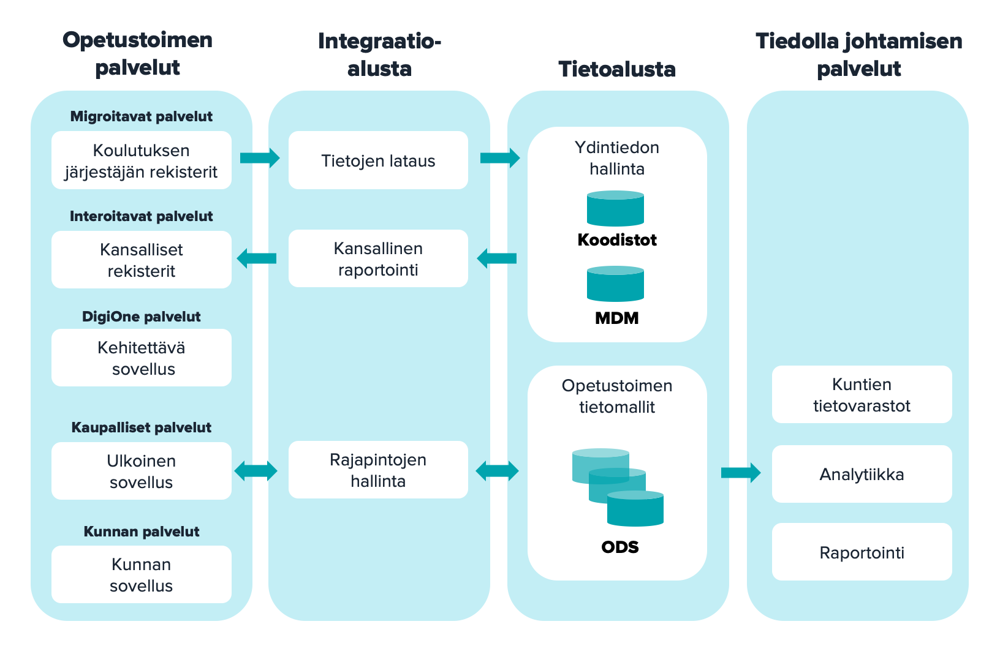 Opetustoimen
palvelut
Migroitavat palvelut
Koulutuksen
järjestäjän rekisterit
Interoitavat palvelut
Kansalliset
rekisterit
DigiOne palvelut
Kehitettävä
sovellus
Kaupalliset palvelut
Ulkoinen
sovellus
Kunnan palvelut
Kunnan
sovellus
Integraatio-
alusta
Tietojen lataus
Kansallinen
raportointi
Rajapintojen
hallinta
Tietoalusta
Ydintiedon
hallinta
Koodistot
MDM
Opetustoimen
tietomallit
ODS
Tiedolla johtamisen
palvelut
Kuntien
tietovarastot
Analytiikka
Raportointi